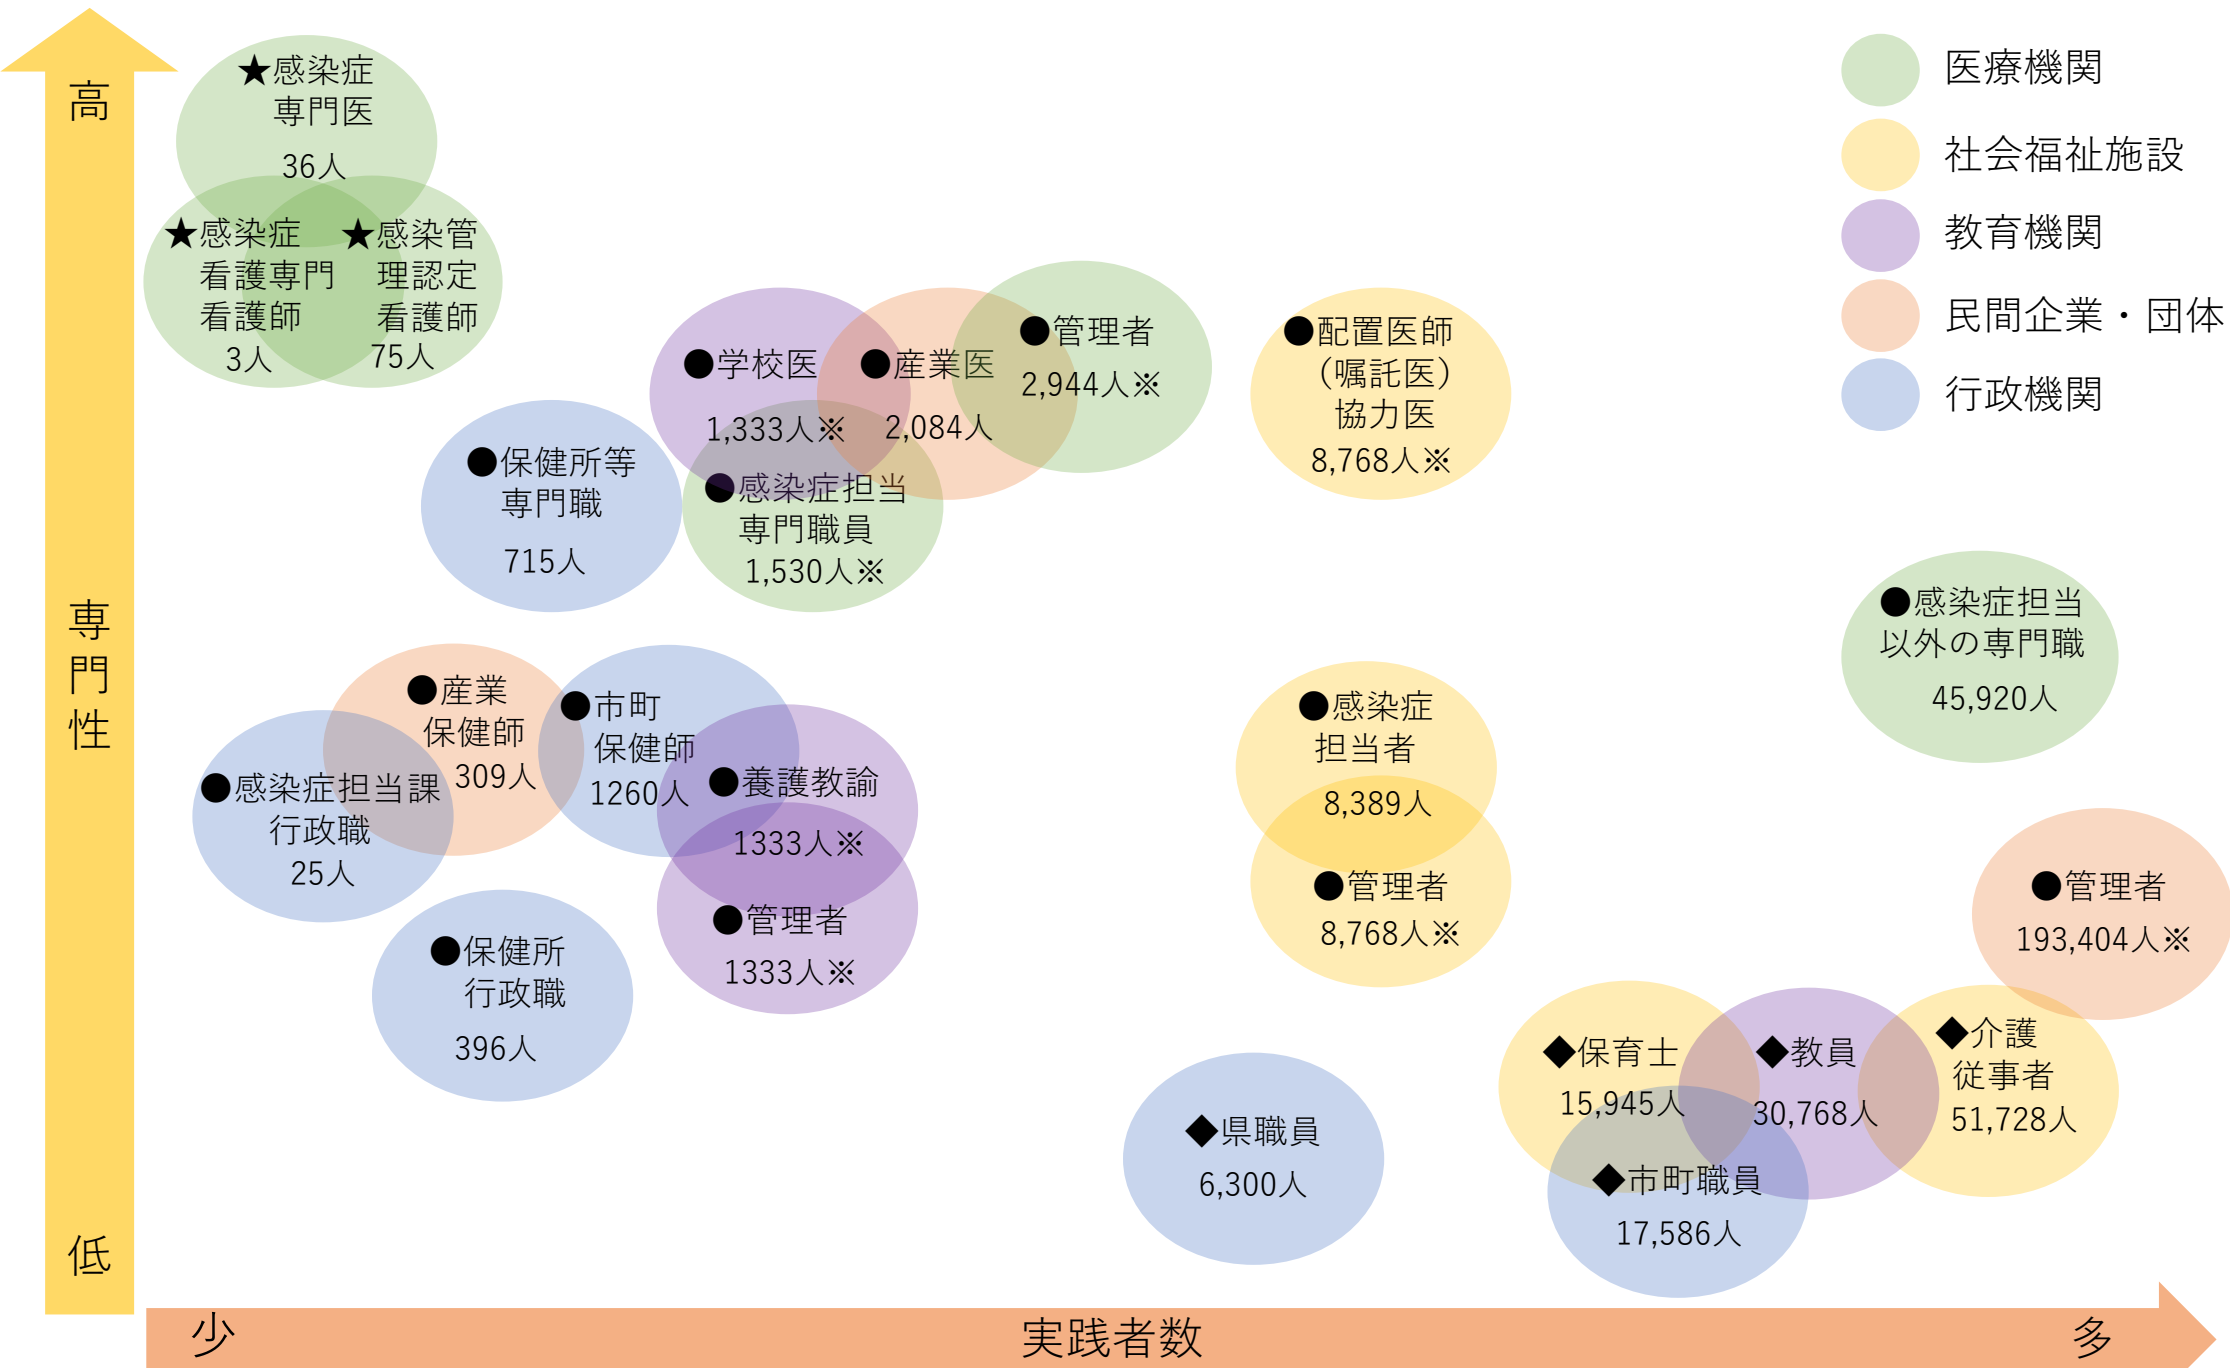 高
専
門
性
低
★感染症
専門医
36人
★感染症
看護専門
看護師
3人
★感染管
理認定
看護師
75人
●学校医
1,333人※
●産業医
2,084人
●管理者
2,944人※
●配置医師
（嘱託医）
協力医
8,768人※
●保健所等
専門職
715人
●感染症担当
専門職員
1,530人※
●感染症担当
以外の専門職
45,920人
●産業
保健師
309人
●市町
保健師
1260人
●感染症担当課
行政職
25人
●養護教諭
1333人※
●管理者
1333人※
●感染症
担当者
8,389人
●管理者
8,768人※
●管理者
193,404人※
●保健所
行政職
396人
◆県職員
6,300人
◆保育士
15,945人
◆教員
30,768人
◆介護
従事者
51,728人
◆市町職員
17,586人
医療機関
社会福祉施設
教育機関
民間企業・団体
行政機関
少
実践者数
多